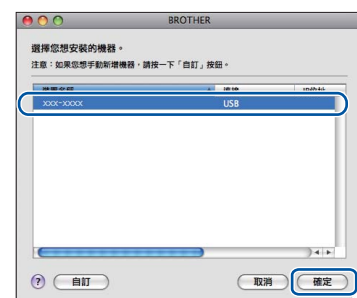 BROTHER
選擇您想安裝的機器。
注意：如果您想手動新增機器，請按一下「自訂」按鈕。
xxx-xxxx USB
? 自訂 取消 確定